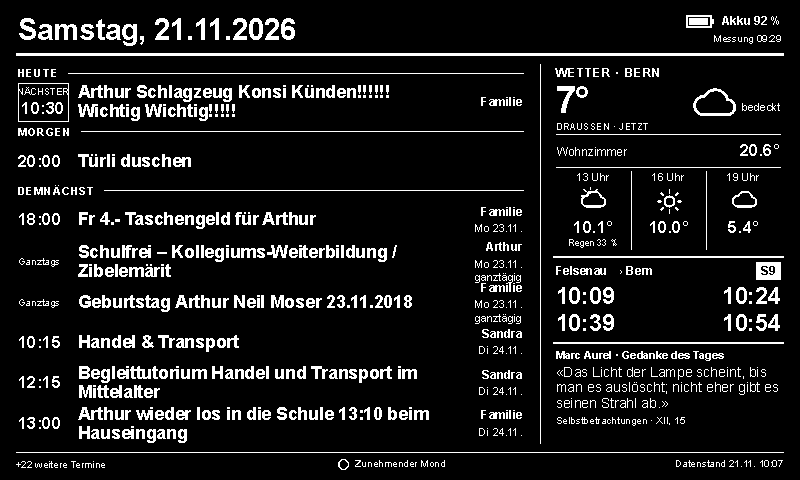 Samstag, 21.11.2026
Akku 92 %
Messung 09:29
HEUTE
NÄCHSTER
10:30
Arthur Schlagzeug Konsi Künden!!!!!!
Wichtig Wichtig!!!!!
Familie
MORGEN
20:00
Türli duschen
DEMNÄCHST
18:00
Fr 4.- Taschengeld für Arthur
Familie
Mo 23.11.
Ganztags
Schulfrei – Kollegiums-Weiterbildung /
Zibelemärit
Arthur
Mo 23.11.
ganztägig
Ganztags
Geburtstag Arthur Neil Moser 23.11.2018
Familie
Mo 23.11.
ganztägig
10:15
Handel & Transport
Sandra
Di 24.11.
12:15
Begleittutorium Handel und Transport im
Mittelalter
Sandra
Di 24.11.
13:00
Arthur wieder los in die Schule 13:10 beim
Hauseingang
Familie
Di 24.11.
WETTER · BERN
7°
bedeckt
DRAUSSEN · JETZT
Wohnzimmer 20.6°
13 Uhr 16 Uhr 19 Uhr
10.1° 10.0° 5.4°
Regen 33 %
Felsenau › Bern S9
10:09 10:24
10:39 10:54
Marc Aurel · Gedanke des Tages
«Das Licht der Lampe scheint, bis
man es auslöscht; nicht eher gibt es
seinen Strahl ab.»
Selbstbetrachtungen · XII, 15
+22 weitere Termine
Zunehmender Mond
Datenstand 21.11. 10:07